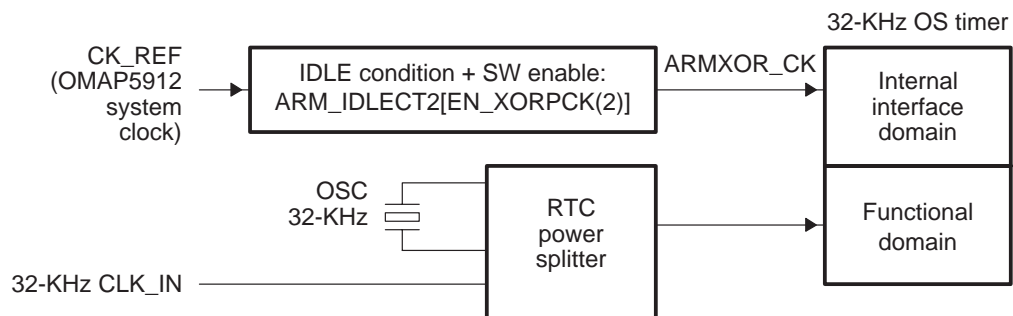 32-KHz OS timer
CK_REF
(OMAP5912
system
clock)
IDLE condition + SW enable:
ARM_IDLECT2[EN_XORPCK(2)]
ARMXOR_CK
Internal
interface
domain
OSC
32-KHz
RTC
power
splitter
Functional
domain
32-KHz CLK_IN